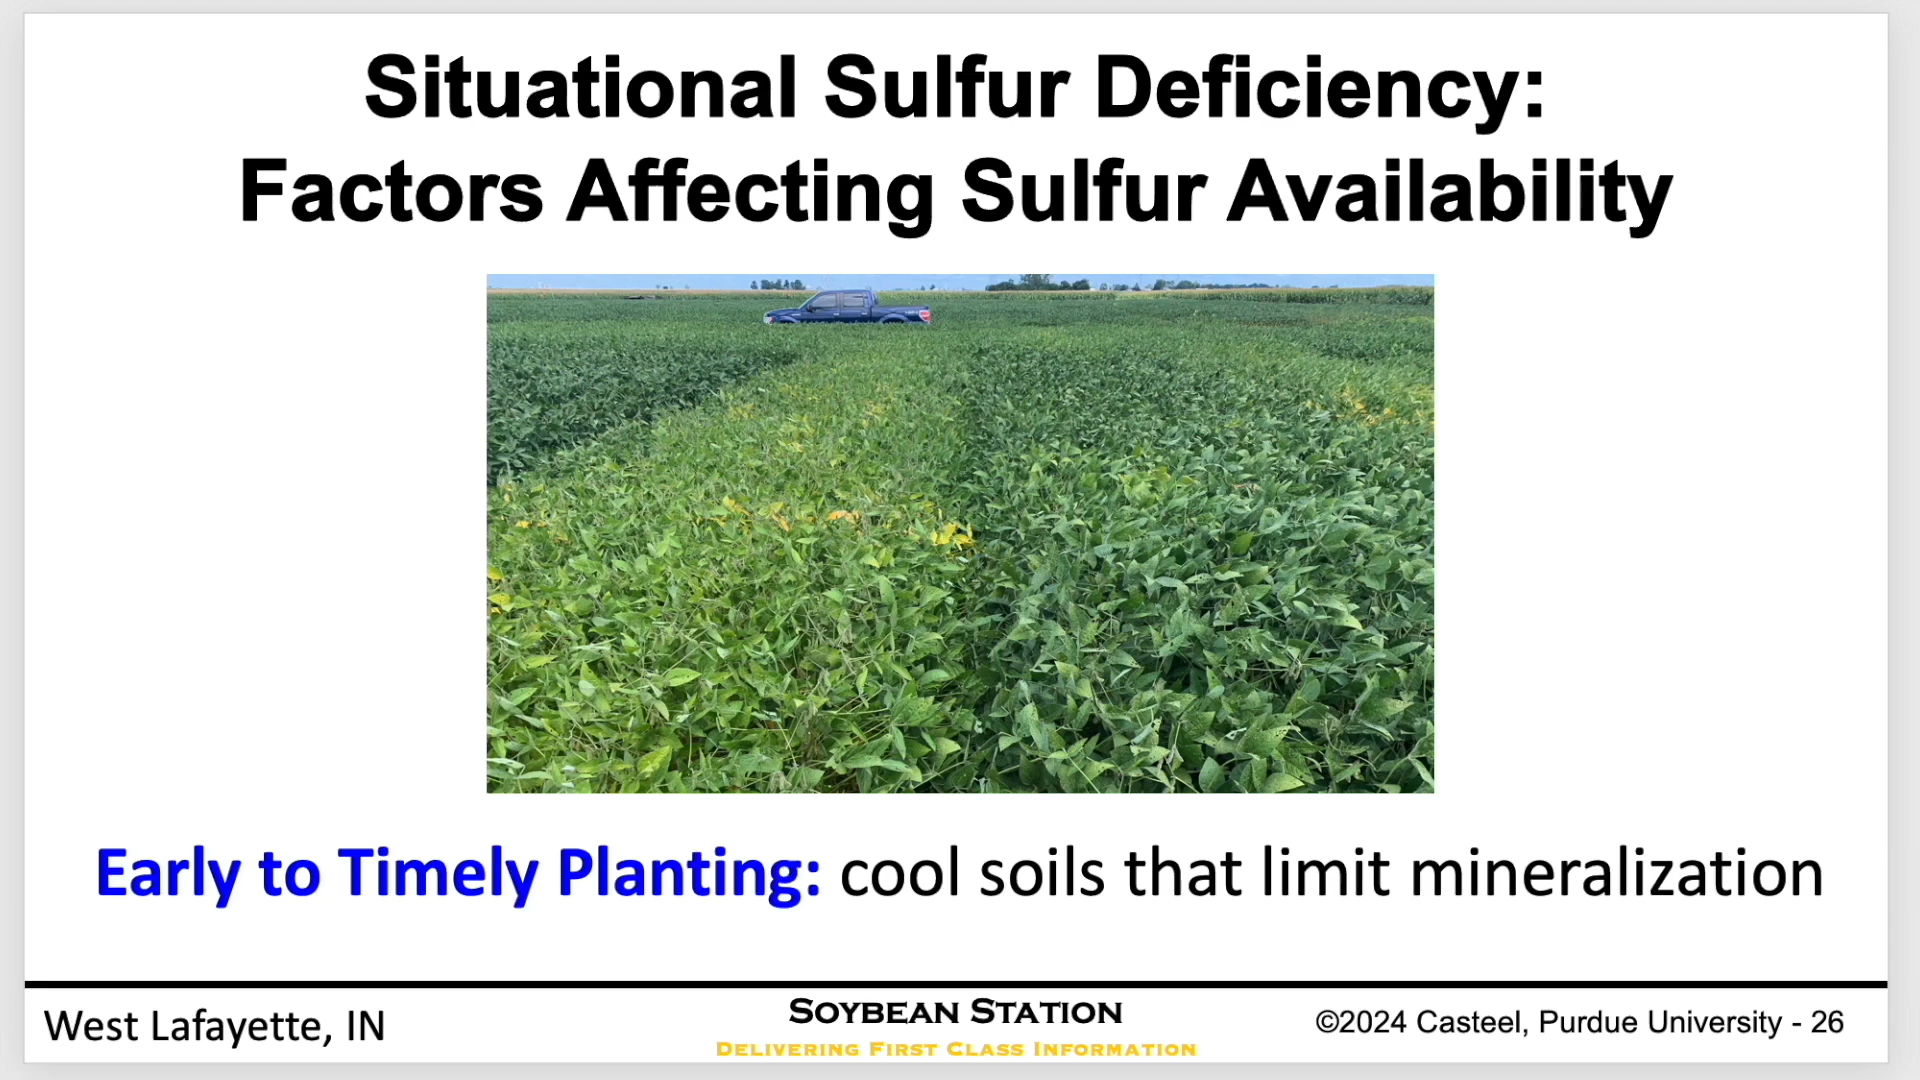 Situational Sulfur Deficiency:
Factors Affecting Sulfur Availability
Early to Timely Planting: cool soils that limit mineralization
West Lafayette, IN
SOYBEAN STATION
DELIVERING FIRST CLASS INFORMATION
©2024 Casteel, Purdue University - 26